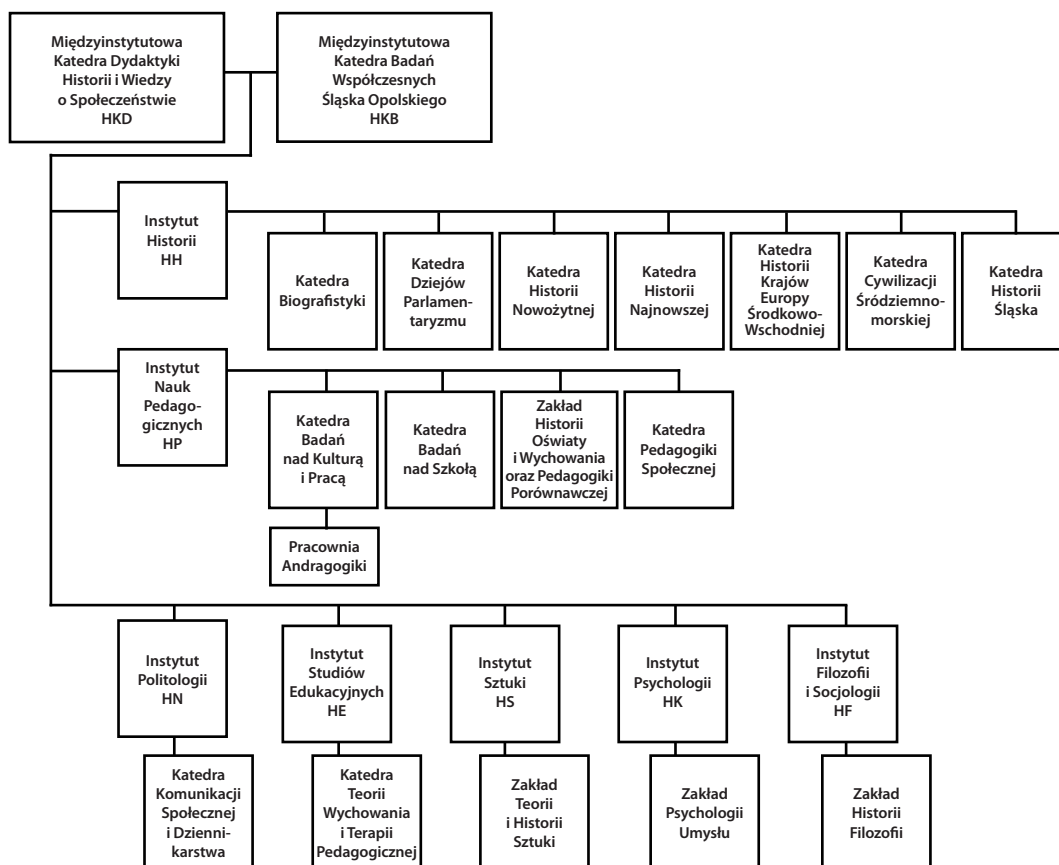 Międzyinstytutowa
Katedra Dydaktyki
Historii i Wiedzy
o Społeczeństwie
HKD
Międzyinstytutowa
Katedra Badań
Współczesnych
Śląska Opolskiego
HKB
Instytut
Historii
HH
Katedra
Biografistyki
Katedra
Dziejów
Parlamen-
taryzmu
Katedra
Historii
Nowożytnej
Katedra
Historii
Najnowszej
Katedra
Historii
Krajów
Europy
Środkowo-
Wschodniej
Katedra
Cywilizacji
Śródziemno-
morskiej
Katedra
Historii
Śląska
Instytut
Nauk
Pedago-
gicznych
HP
Katedra
Badań
nad Kulturą
i Pracą
Katedra
Badań
nad Szkołą
Zakład
Historii
Oświaty
i Wychowania
oraz Pedagogiki
Porównawczej
Katedra
Pedagogiki
Społecznej
Pracownia
Andragogiki
Instytut
Politologii
HN
Instytut
Studiów
Edukacyjnych
HE
Instytut
Sztuki
HS
Instytut
Psychologii
HK
Instytut
Filozofii
i Socjologii
HF
Katedra
Komunikacji
Społecznej
i Dzienni-
karstwa
Katedra
Teorii
Wychowania
i Terapii
Pedagogicznej
Zakład
Teorii
i Historii
Sztuki
Zakład
Psychologii
Umysłu
Zakład
Historii
Filozofii